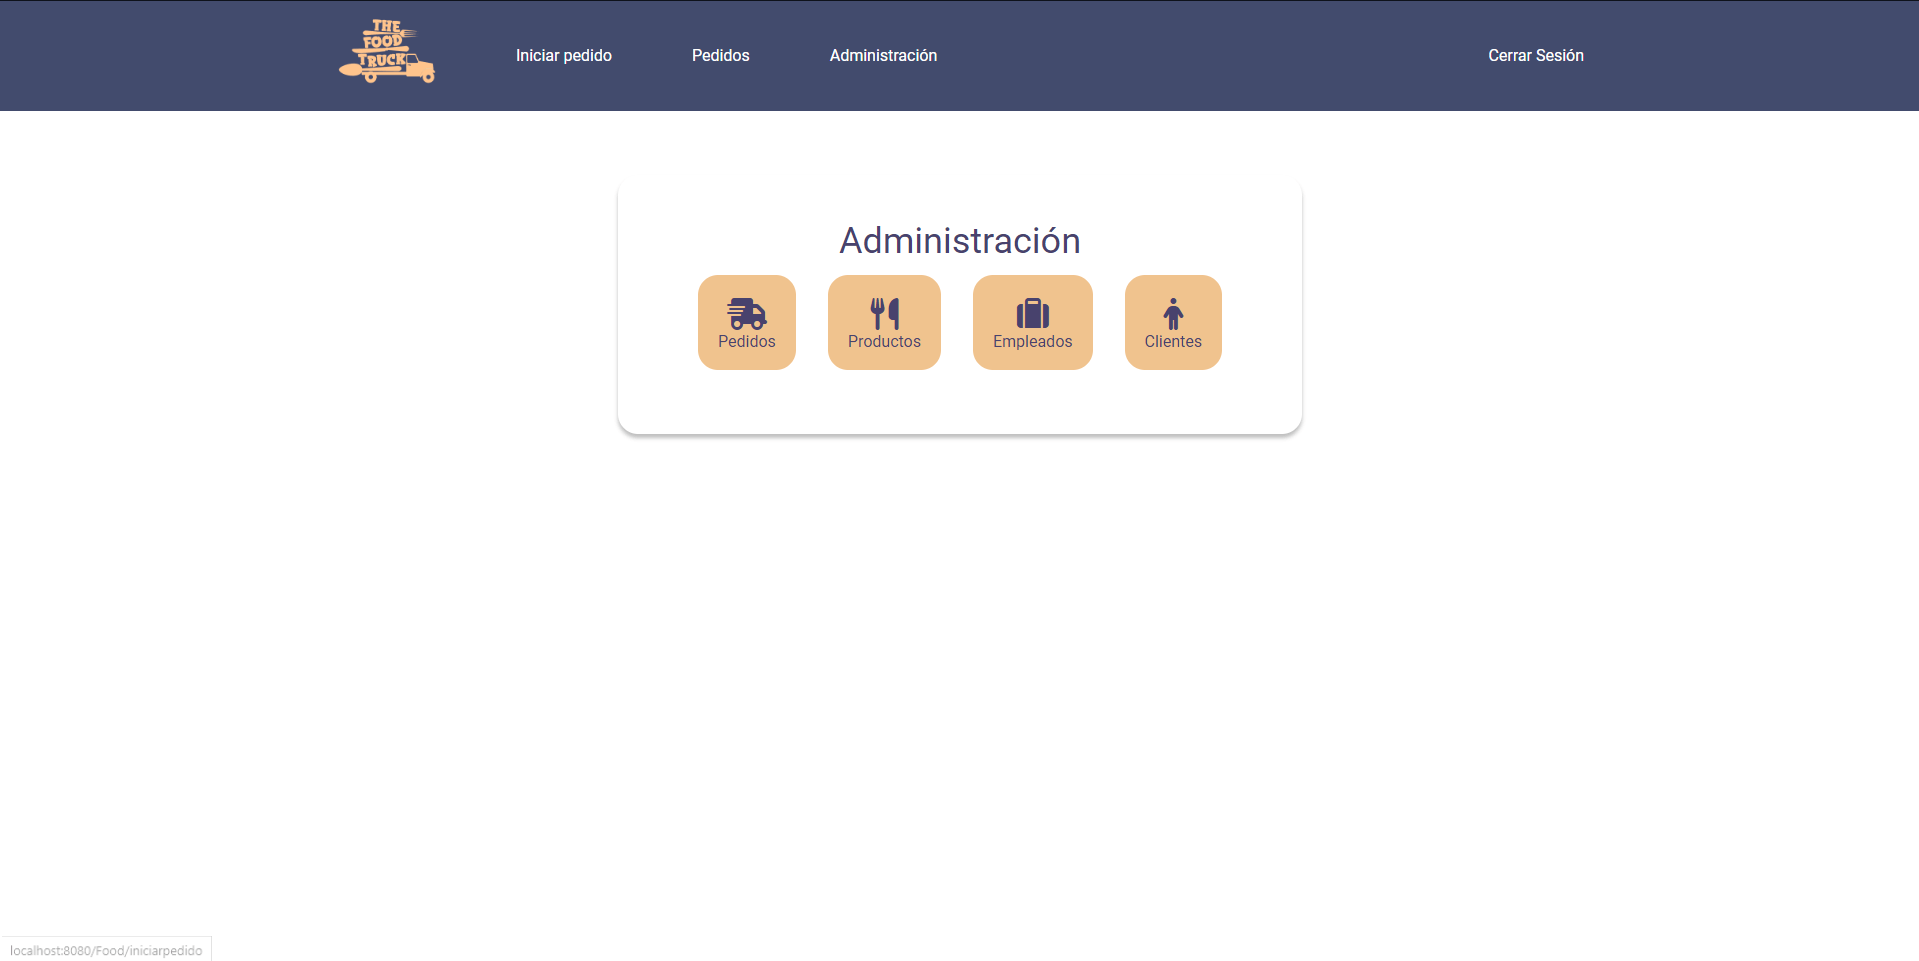 THE
FOOD
TRUCK
Iniciar pedido
Pedidos
Administración
Cerrar Sesión
Administración
Pedidos
Productos
Empleados
Clientes
localhost:8080/Food/iniciarpedido